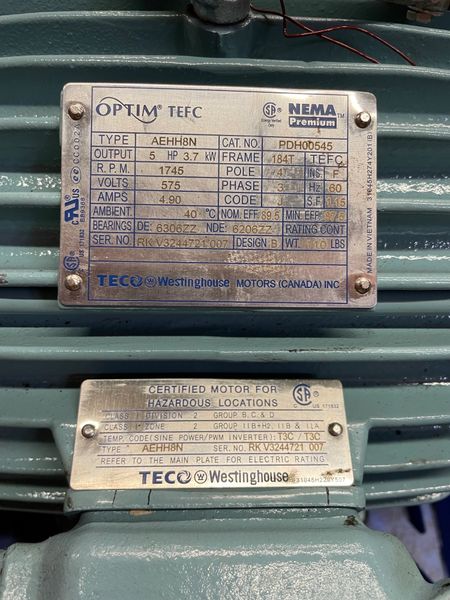 OPTIM® TEFC NEMA Premium™
TYPE AEHH8N CAT. NO. PDH00545
OUTPUT 5 HP 3.7 kW FRAME 184T TEFC
R. P. M. 1745 POLE 4 INS. F
VOLTS 575 PHASE 3 Hz 60
AMPS 4.90 CODE S.F. 1.15
AMBIENT. 40 °C NOM. EFF. 89.5 MIN. EFF.
BEARINGS DE: 6306ZZ NDE: 6206ZZ RATING CONT
SER. NO. RK V3244721 007 DESIGN B WT. 110 LBS
TECO Westinghouse MOTORS (CANADA) INC
MADE IN VIETNAM
CERTIFIED MOTOR FOR
HAZARDOUS LOCATIONS
CLASS I DIVISION 2 GROUP B, C, & D
CLASS I ZONE 2 GROUP IIB+H2, IIB & IIA
TEMP. CODE(SINE POWER/PWM INVERTER): T3C / T3C
TYPE AEHH8N SER. NO. RK V3244721 007
REFER TO THE MAIN PLATE FOR ELECTRIC RATING
TECO Westinghouse